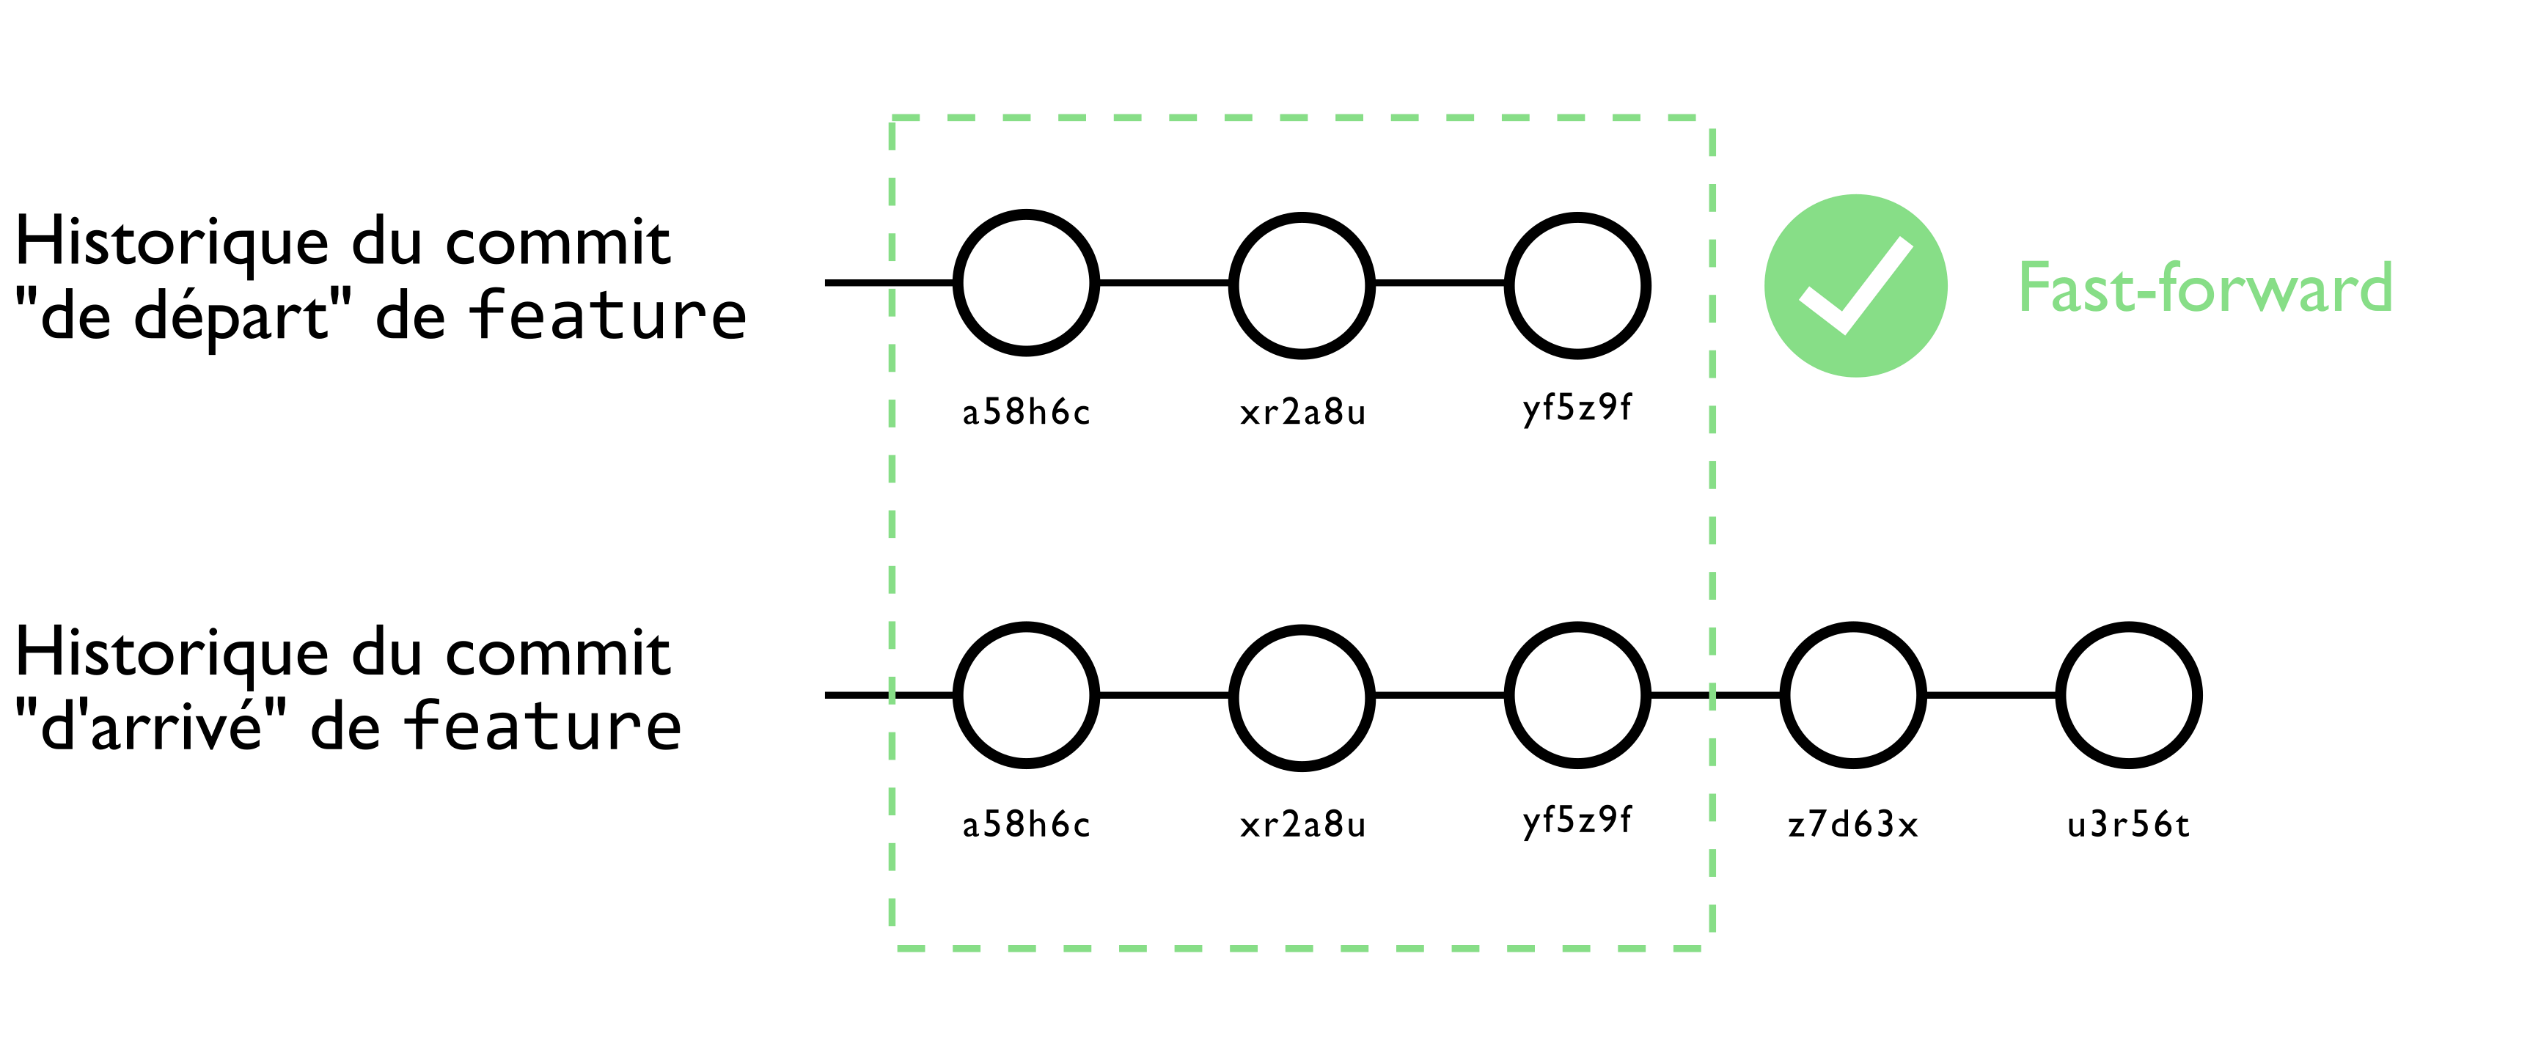 Historique du commit
"de départ" de feature
a58h6c
xr2a8u
yf5z9f
Fast-forward
Historique du commit
"d'arrivé" de feature
a58h6c
xr2a8u
yf5z9f
z7d63x
u3r56t